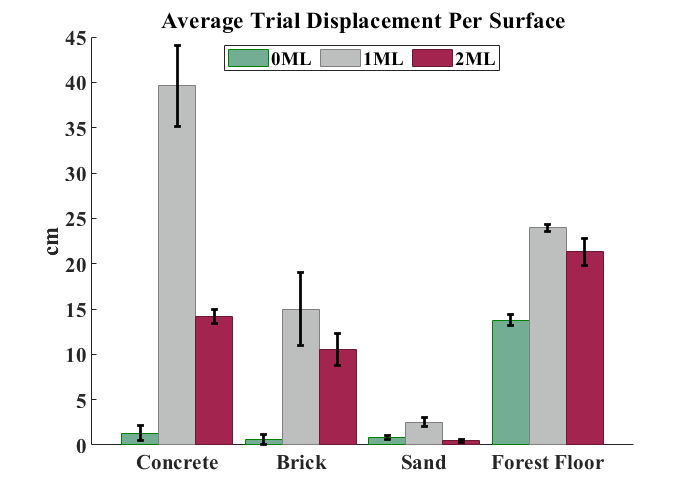 Average Trial Displacement Per Surface
0ML 1ML 2ML
cm
45
40
35
30
25
20
15
10
5
0
Concrete Brick Sand Forest Floor